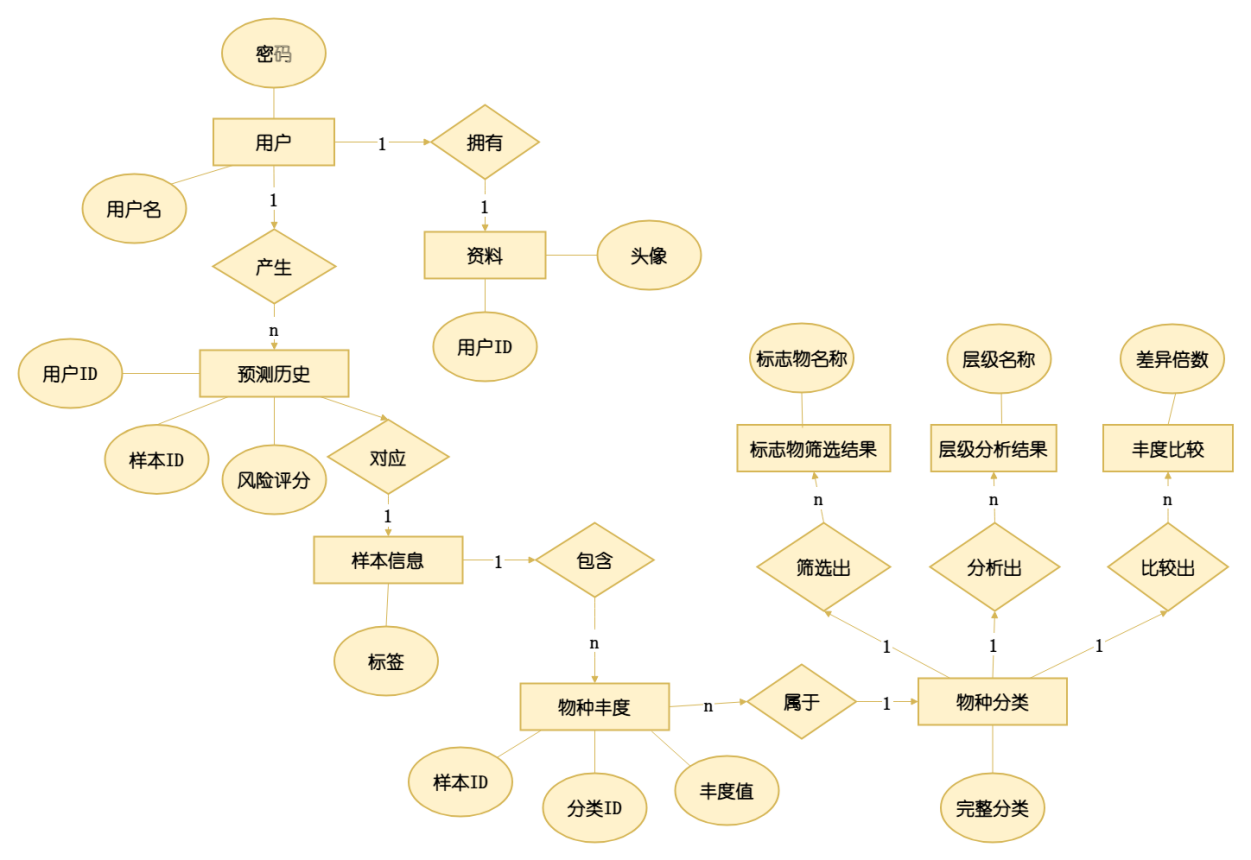 密码
用户
1
拥有
用户名
1
1
产生
资料
头像
n
用户ID
用户ID
预测历史
标志物名称
层级名称
差异倍数
样本ID
风险评分
对应
标志物筛选结果
层级分析结果
丰度比较
1
n
n
n
样本信息
1
包含
筛选出
分析出
比较出
标签
n
1
1
1
物种丰度
n
属于
1
物种分类
样本ID
分类ID
丰度值
完整分类